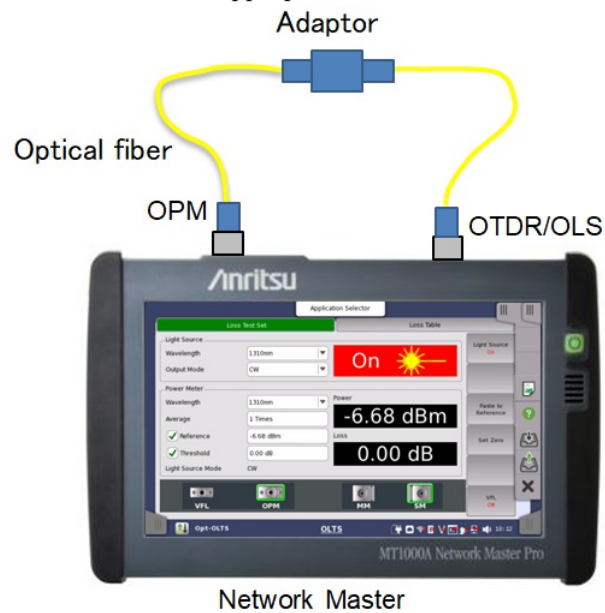 Adaptor
Optical fiber
OPM
OTDR/OLS
Anritsu
Application Selector
Loss Test Set
Loss Table
Light Source
Wavelength
1310nm
Output Mode
CW
On
Light Source
On
Power Meter
Wavelength
1310nm
Average
1 Times
Reference
-6.68 dBm
Threshold
0.00 dB
Light Source Mode
CW
Power
-6.68 dBm
Loss
0.00 dB
Paste to
Reference
Set Zero
VFL
Off
VFL
OPM
MM
SM
Opt-OLTS
OLTS
10:12
MT1000A Network Master Pro
Network Master